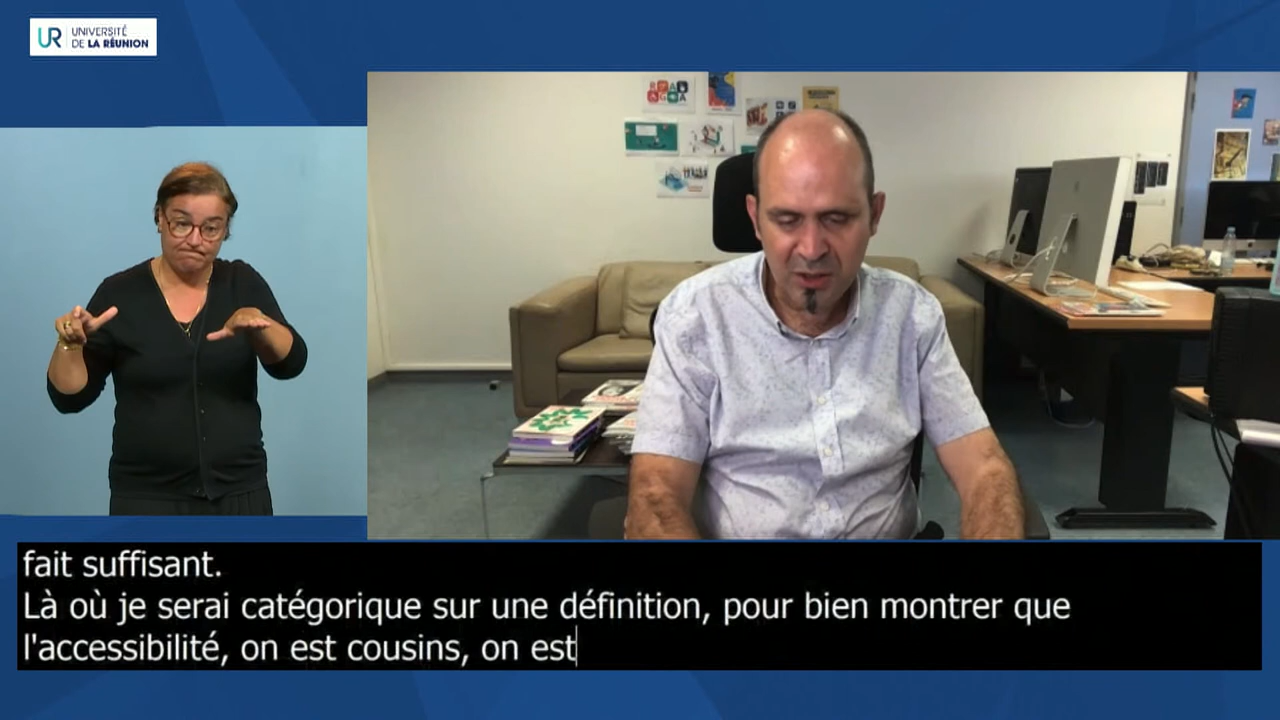 UR UNIVERSITÉ
DE LA RÉUNION
fait suffisant.
Là où je serai catégorique sur une définition, pour bien montrer que
l'accessibilité, on est cousins, on est